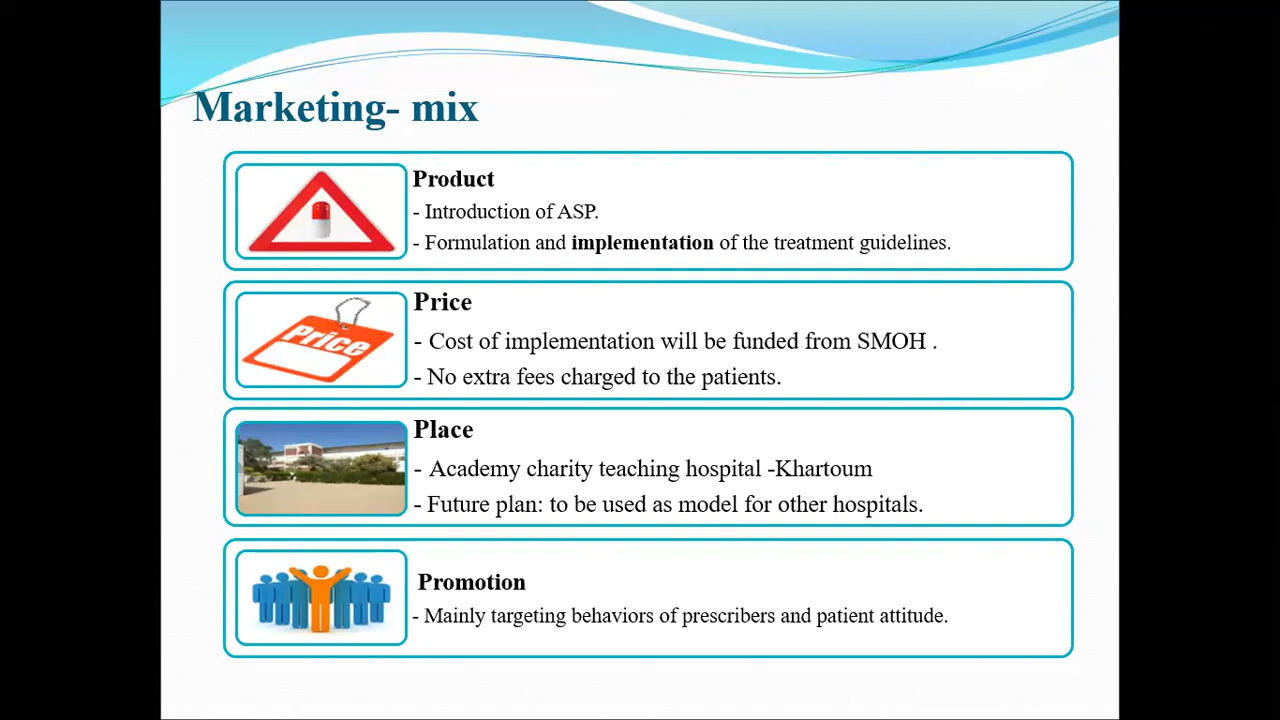 Marketing- mix
Product
- Introduction of ASP.
- Formulation and implementation of the treatment guidelines.
Price
Price
- Cost of implementation will be funded from SMOH .
- No extra fees charged to the patients.
Place
- Academy charity teaching hospital -Khartoum
- Future plan: to be used as model for other hospitals.
Promotion
- Mainly targeting behaviors of prescribers and patient attitude.